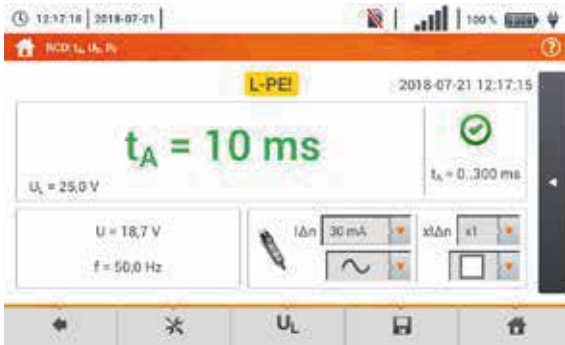 12:17:18 2018-07-21 100 %
RCD: tA, UL, RE
L-PE!
2018-07-21 12:17:15
tA = 10 ms
UL = 25,0 V
tA = 0..300 ms
U = 18,7 V
f = 50,0 Hz
IΔn 30 mA xIΔn x1
UL